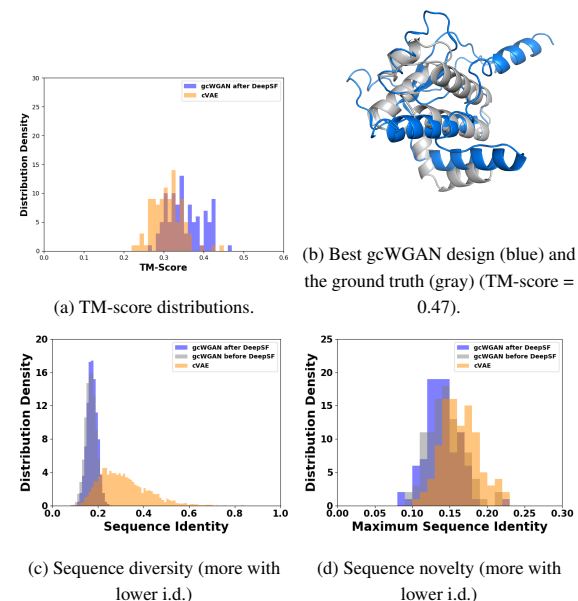 30
25
20
15
10
5
0
Distribution Density
gcWGAN after DeepSF
cVAE
0.0 0.1 0.2 0.3 0.4 0.5 0.6
TM-Score
(a) TM-score distributions.
(b) Best gcWGAN design (blue) and
the ground truth (gray) (TM-score =
0.47).
20
16
12
8
4
0
Distribution Density
gcWGAN after DeepSF
gcWGAN before DeepSF
cVAE
0.0 0.2 0.4 0.6 0.8 1.0
Sequence Identity
(c) Sequence diversity (more with
lower i.d.)
25
20
15
10
5
0
Distribution Density
gcWGAN after DeepSF
gcWGAN before DeepSF
cVAE
0.00 0.05 0.10 0.15 0.20 0.25 0.30
Maximum Sequence Identity
(d) Sequence novelty (more with
lower i.d.)